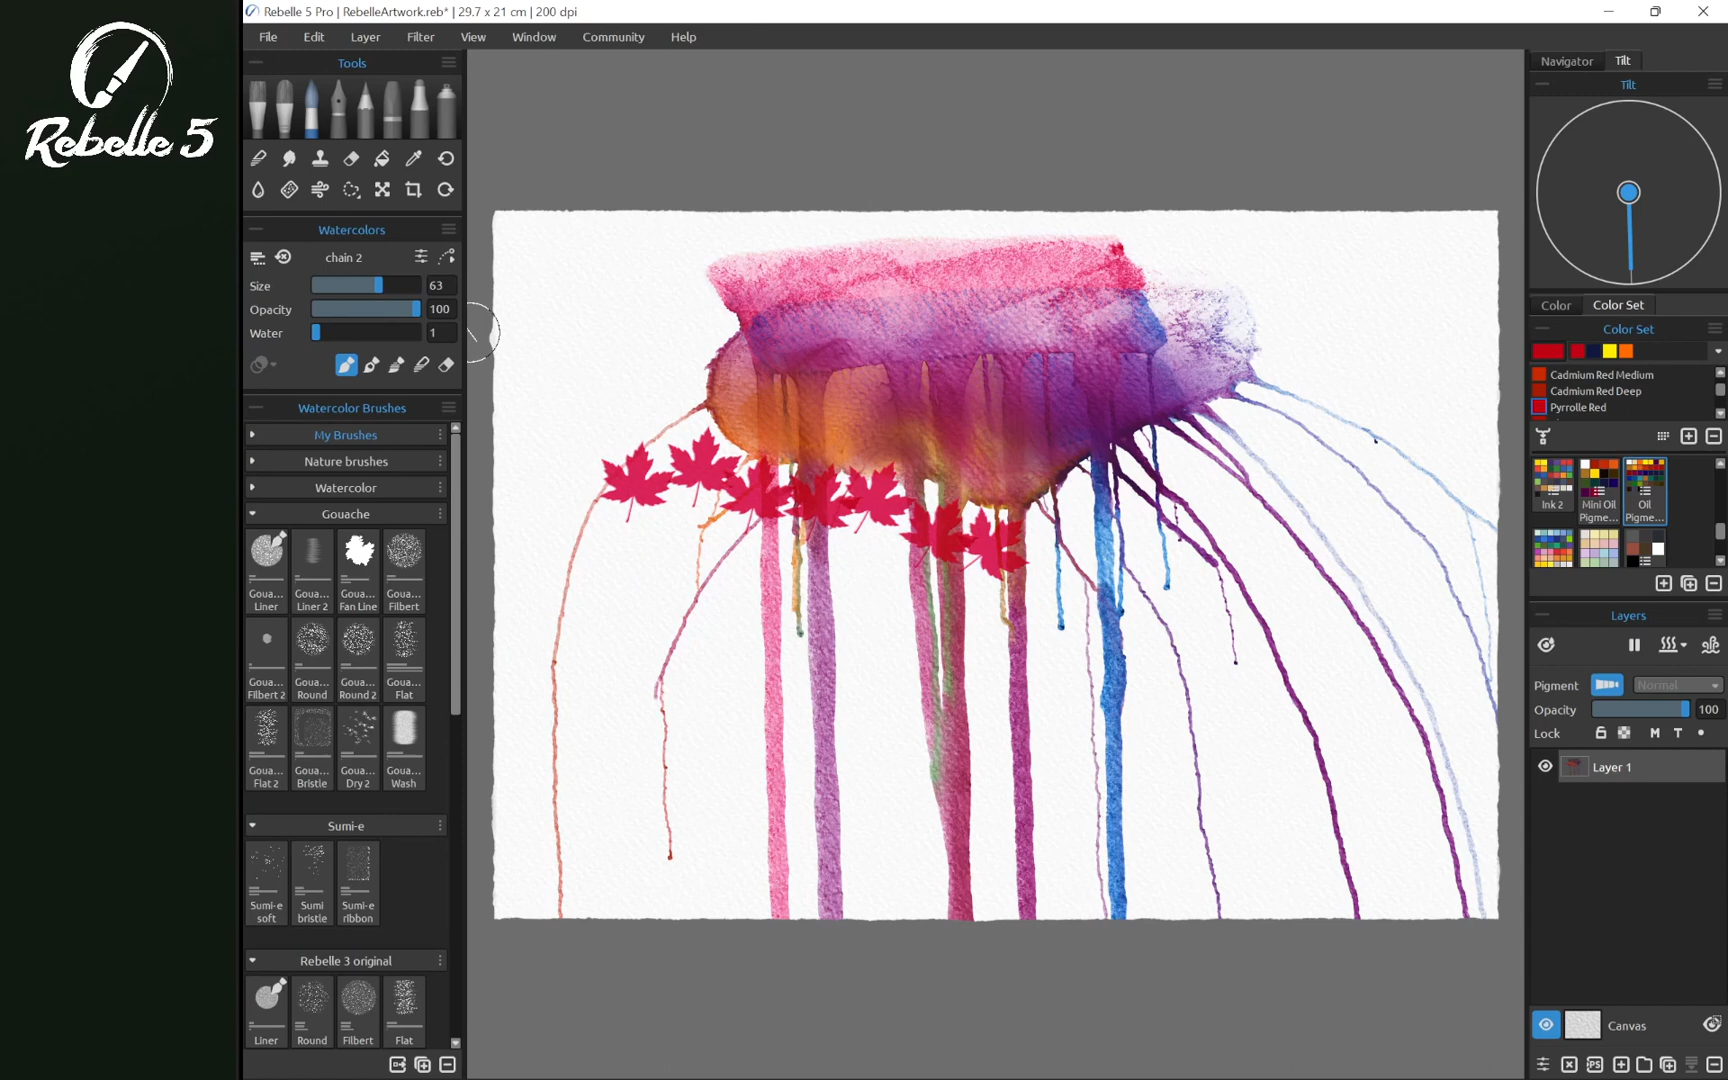 Rebelle 5
Rebelle 5 Pro | RebelleArtwork.reb* | 29.7 x 21 cm | 200 dpi
File Edit Layer Filter View Window Community Help
Tools
Watercolors
chain 2
Size 63
Opacity 100
Water 1
Watercolor Brushes
My Brushes
Nature brushes
Watercolor
Gouache
Goua... Liner
Goua... Liner 2
Goua... Fan Line
Goua... Filbert
Goua... Filbert 2
Goua... Round
Goua... Round 2
Goua... Flat
Goua... Flat 2
Goua... Bristle
Goua... Dry 2
Goua... Wash
Sumi-e
Sumi-e soft
Sumi bristle
Sumi-e ribbon
Rebelle 3 original
Liner Round Filbert Flat
Navigator Tilt
Tilt
Color Color Set
Color Set
Cadmium Red Medium
Cadmium Red Deep
Pyrrolle Red
Ink 2
Mini Oil Pigme...
Oil Pigme...
Layers
Pigment Normal
Opacity 100
Lock M T
Layer 1
Canvas
PS